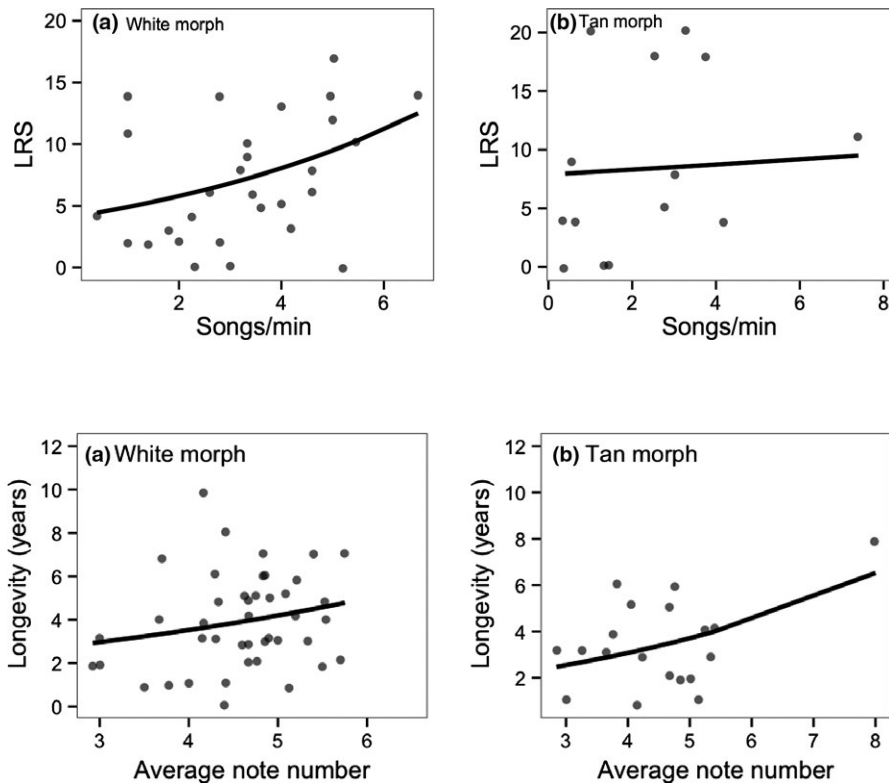 (a) White morph
20
15
10
5
0
LRS
2 4 6
Songs/min
(b) Tan morph
20
15
10
5
0
LRS
0 2 4 6 8
Songs/min
(a) White morph
12
10
8
6
4
2
0
Longevity (years)
3 4 5 6
Average note number
(b) Tan morph
12
10
8
6
4
2
Longevity (years)
3 4 5 6 7 8
Average note number